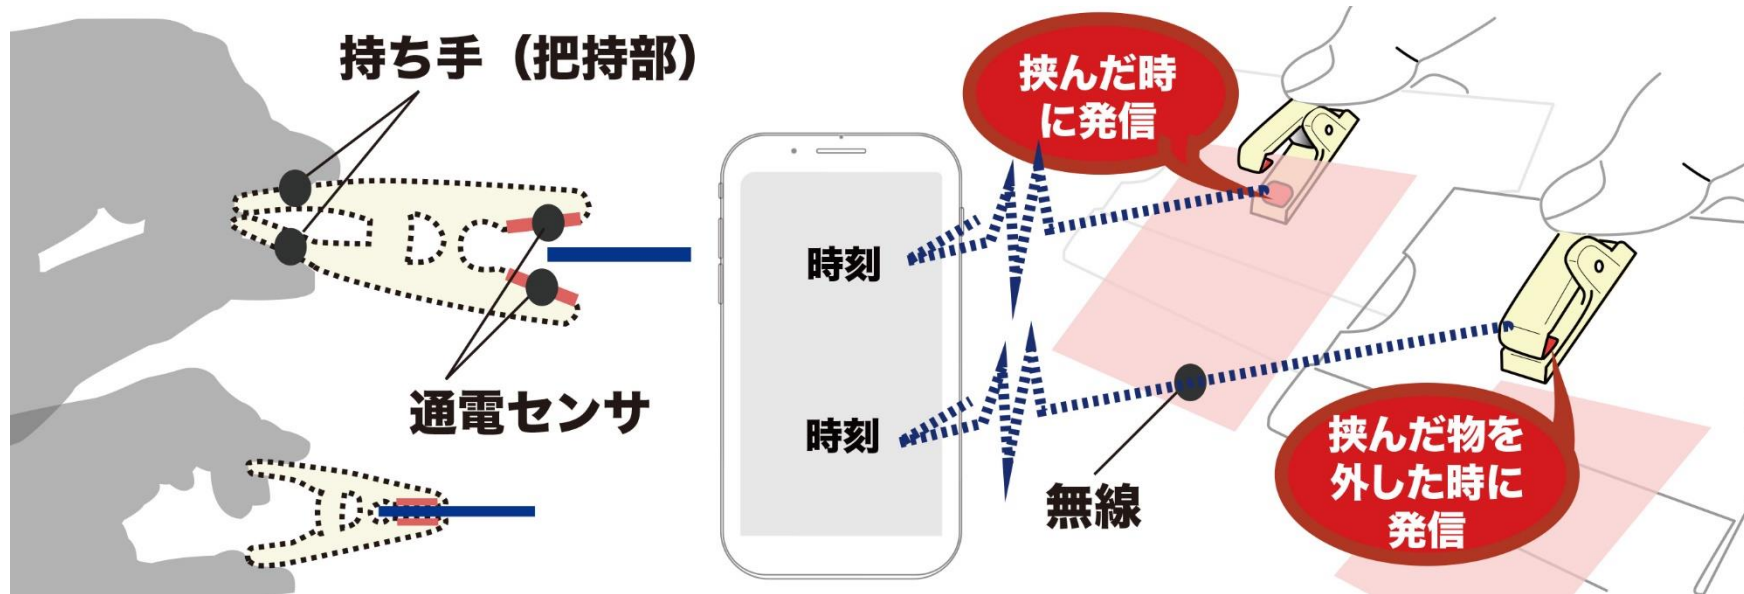 持ち手（把持部）
通電センサ
時刻
時刻
挟んだ時
に発信
無線
挟んだ物を
外した時に
発信